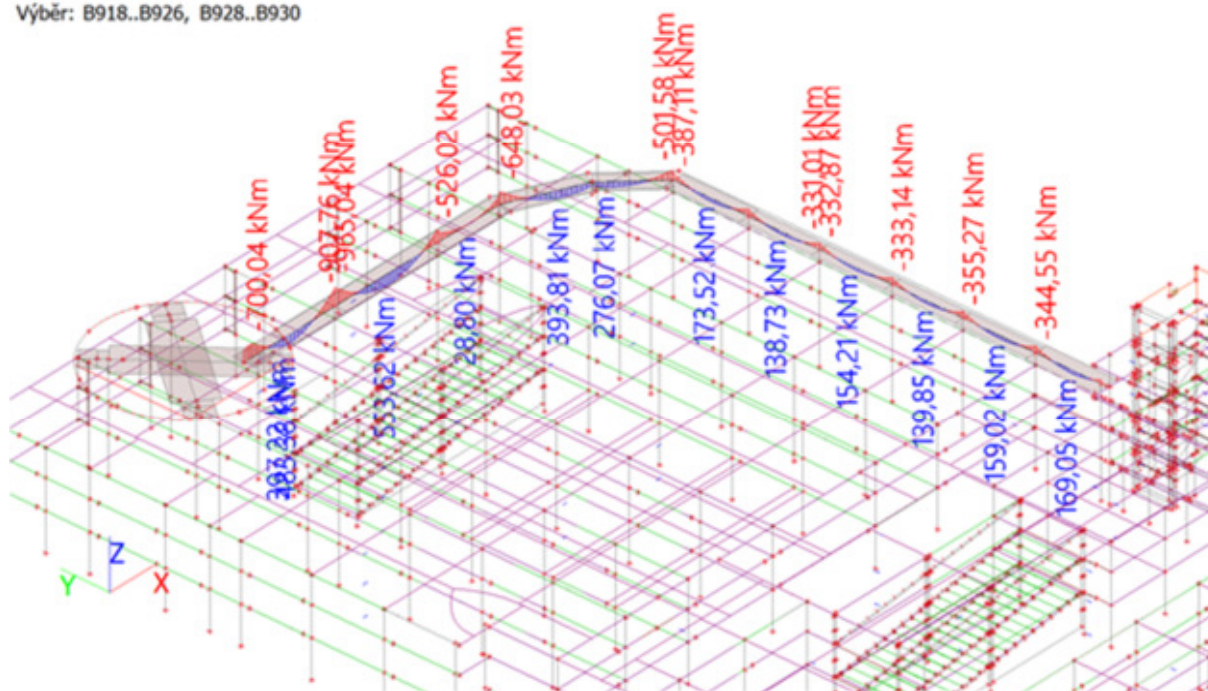 Výběr: B918..B926, B928..B930
-700,04 kNm
-907,76 kNm
-965,04 kNm
-526,02 kNm
-648,03 kNm
-501,58 kNm
-387,11 kNm
-331,01 kNm
-332,87 kNm
-333,14 kNm
-355,27 kNm
-344,55 kNm
553,62 kNm
28,80 kNm
393,81 kNm
276,07 kNm
173,52 kNm
138,73 kNm
154,21 kNm
139,85 kNm
159,02 kNm
169,05 kNm
Z
Y
X